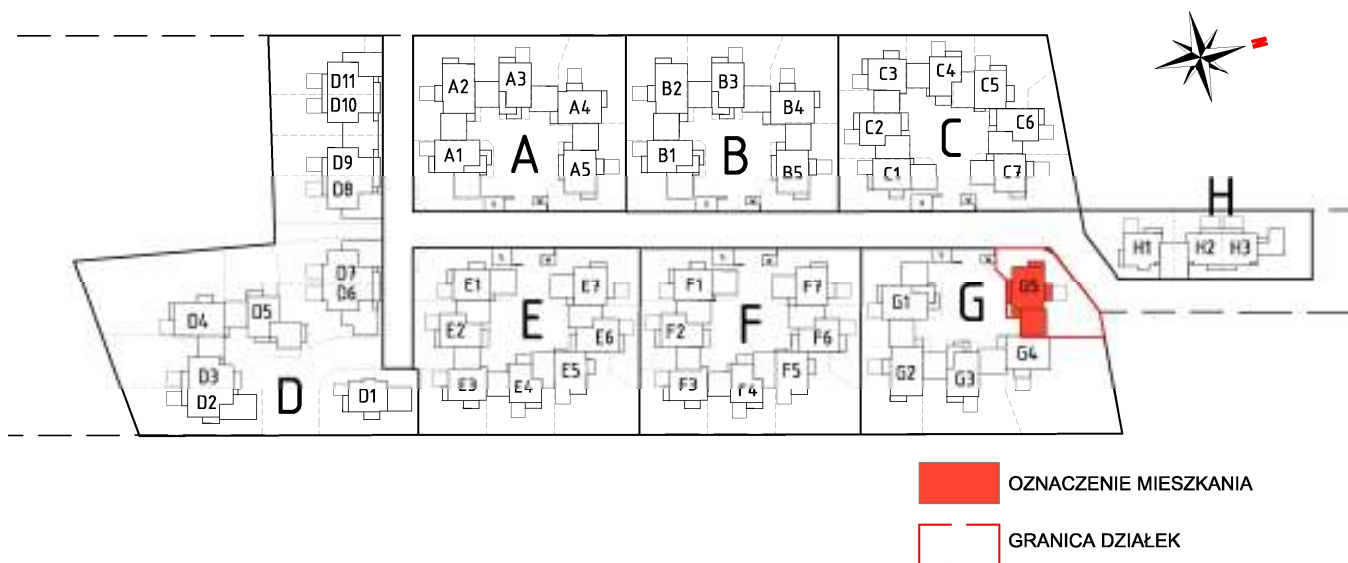 N
D11
D10
D9
D8
D7
D6
D5
D4
D3
D2
D
D1
A2
A3
A4
A1
A
A5
B2
B3
B4
B1
B
B5
C3
C4
C5
C2
C
C6
C1
C7
H
H1
H2
H3
E1
E7
E2
E
E6
E3
E4
E5
F1
F7
F2
F
F6
F3
F4
F5
G1
G
G5
G2
G3
G4
OZNACZENIE MIESZKANIA
GRANICA DZIAŁEK